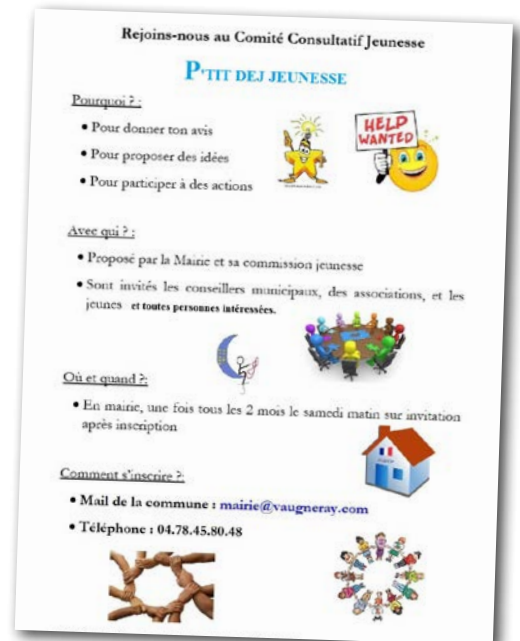 Rejoins-nous au Comité Consultatif Jeunesse
P'TIT DEJ JEUNESSE
Pourquoi ? :
• Pour donner ton avis
• Pour proposer des idées
• Pour participer à des actions
HELP
WANTED
Avec qui ? :
• Proposé par la Mairie et sa commission jeunesse
• Sont invités les conseillers municipaux, des associations, et les
jeunes et toutes personnes intéressées.
Où et quand ?:
• En mairie, une fois tous les 2 mois le samedi matin sur invitation
après inscription
Comment s'inscrire ?:
• Mail de la commune : mairie@vaugneray.com
• Téléphone : 04.78.45.80.48